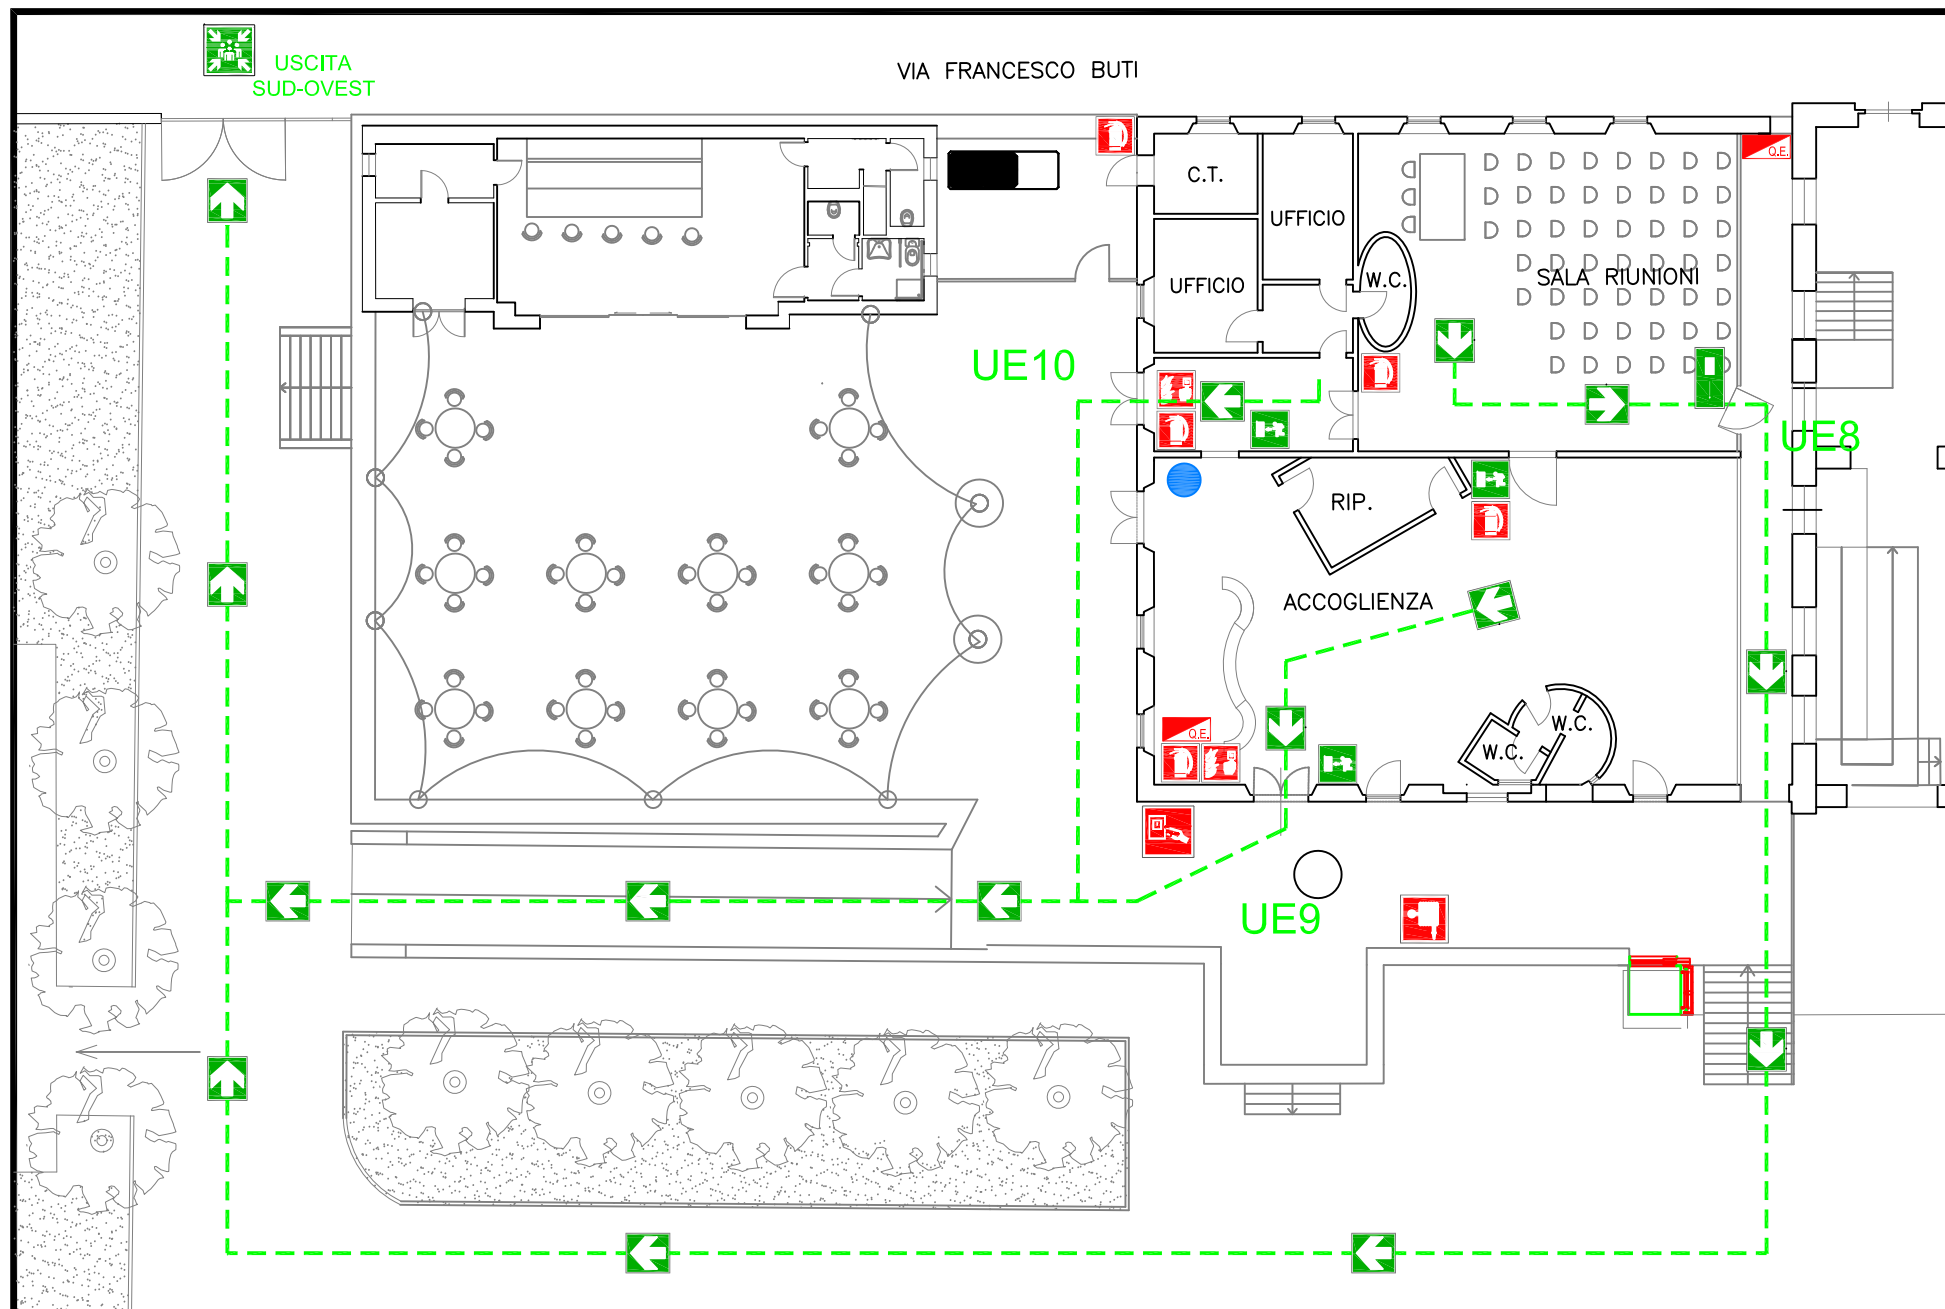 USCITA
SUD-OVEST
VIA FRANCESCO BUTI
Q.E.
C.T.
UFFICIO
UFFICIO
W.C.
SALA RIUNIONI
UE10
UE8
RIP.
ACCOGLIENZA
Q.E.
W.C.
W.C.
UE9